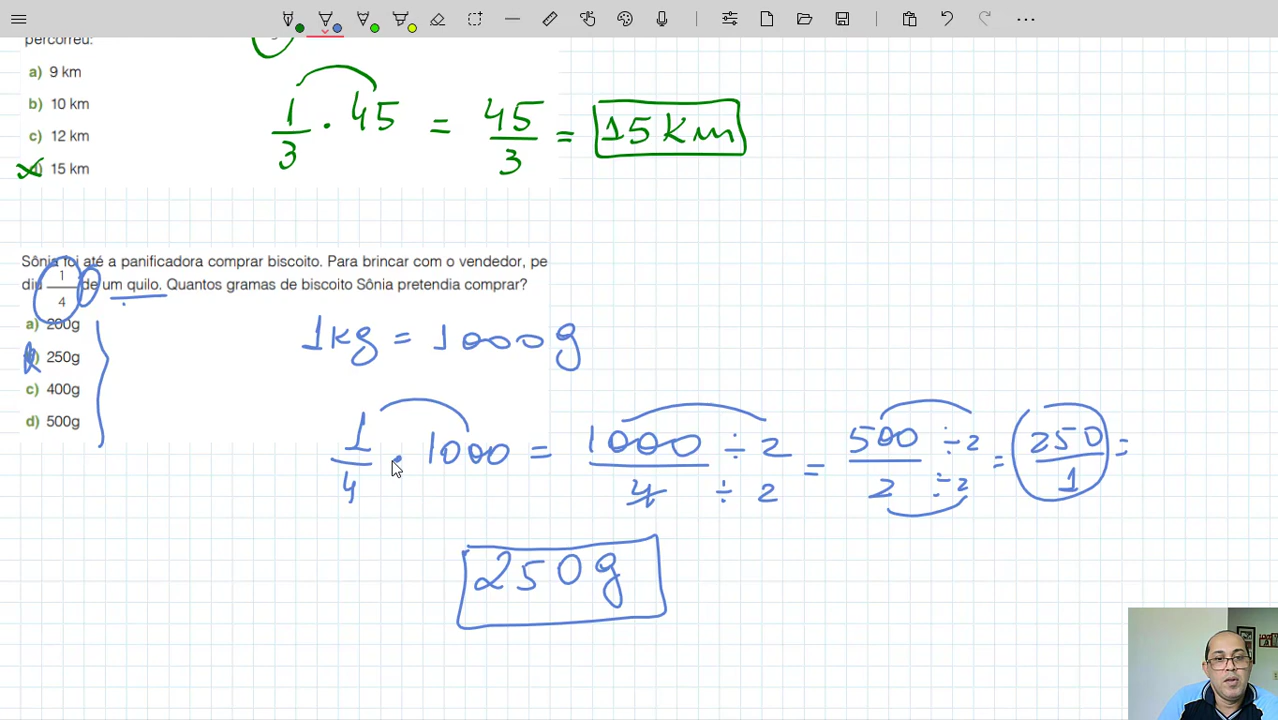 percorreu:
a) 9 km
b) 10 km
c) 12 km
15 km
1/3 · 45 = 45/3 = 15 Km
Sônia foi até a panificadora comprar biscoito. Para brincar com o vendedor, pe
diu 1/4 de um quilo. Quantos gramas de biscoito Sônia pretendia comprar?
a) 200g
250g
c) 400g
d) 500g
1kg = 1000g
1/4 · 1000 = 1000 ÷ 2 / 4 ÷ 2 = 500 ÷ 2 / 2 ÷ 2 = 250/1 =
250g